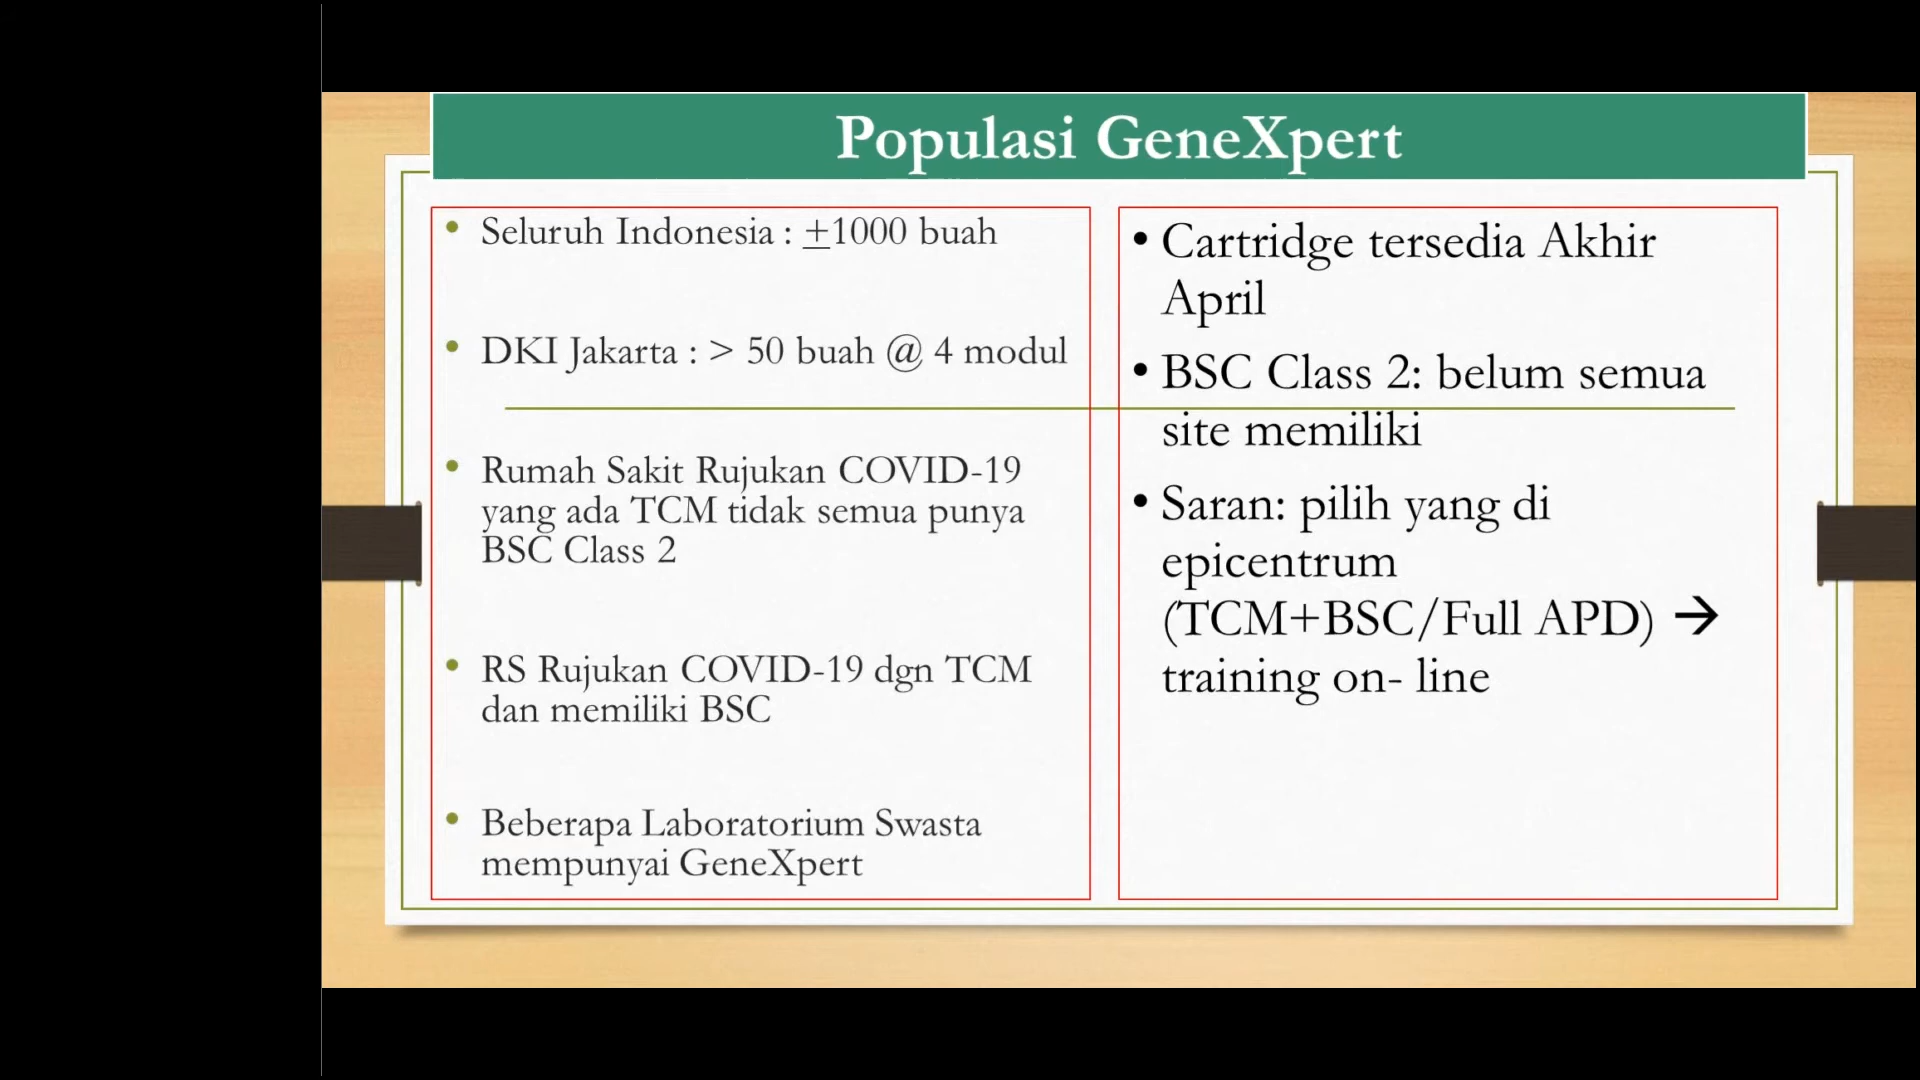 Populasi GeneXpert
• Seluruh Indonesia : ±1000 buah
• DKI Jakarta : > 50 buah @ 4 modul
• Rumah Sakit Rujukan COVID-19
yang ada TCM tidak semua punya
BSC Class 2
• RS Rujukan COVID-19 dgn TCM
dan memiliki BSC
• Beberapa Laboratorium Swasta
mempunyai GeneXpert
• Cartridge tersedia Akhir
April
• BSC Class 2: belum semua
site memiliki
• Saran: pilih yang di
epicentrum
(TCM+BSC/Full APD) →
training on- line